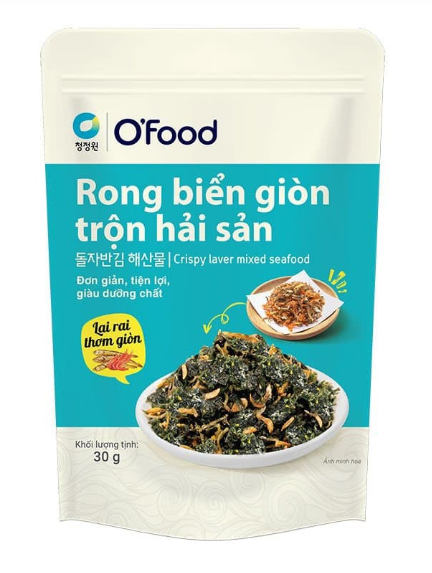 청정원
O'Food
Rong biển giòn
trộn hải sản
돌자반김 해산물 | Crispy laver mixed seafood
Đơn giản, tiện lợi,
giàu dưỡng chất
Lai rai
thơm giòn
Khối lượng tịnh:
30 g
Ảnh minh họa